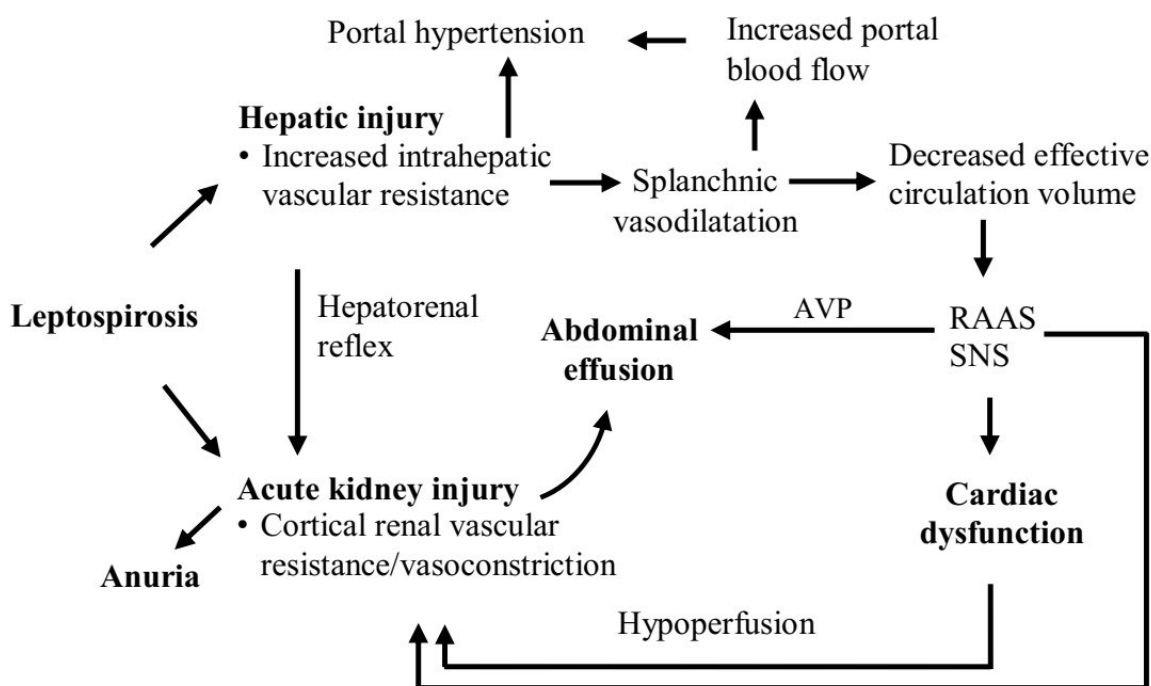 Portal hypertension
Increased portal
blood flow
Hepatic injury
• Increased intrahepatic
vascular resistance
Splanchnic
vasodilatation
Decreased effective
circulation volume
Leptospirosis
Hepatorenal
reflex
Abdominal
effusion
AVP
RAAS
SNS
Acute kidney injury
• Cortical renal vascular
resistance/vasoconstriction
Anuria
Cardiac
dysfunction
Hypoperfusion